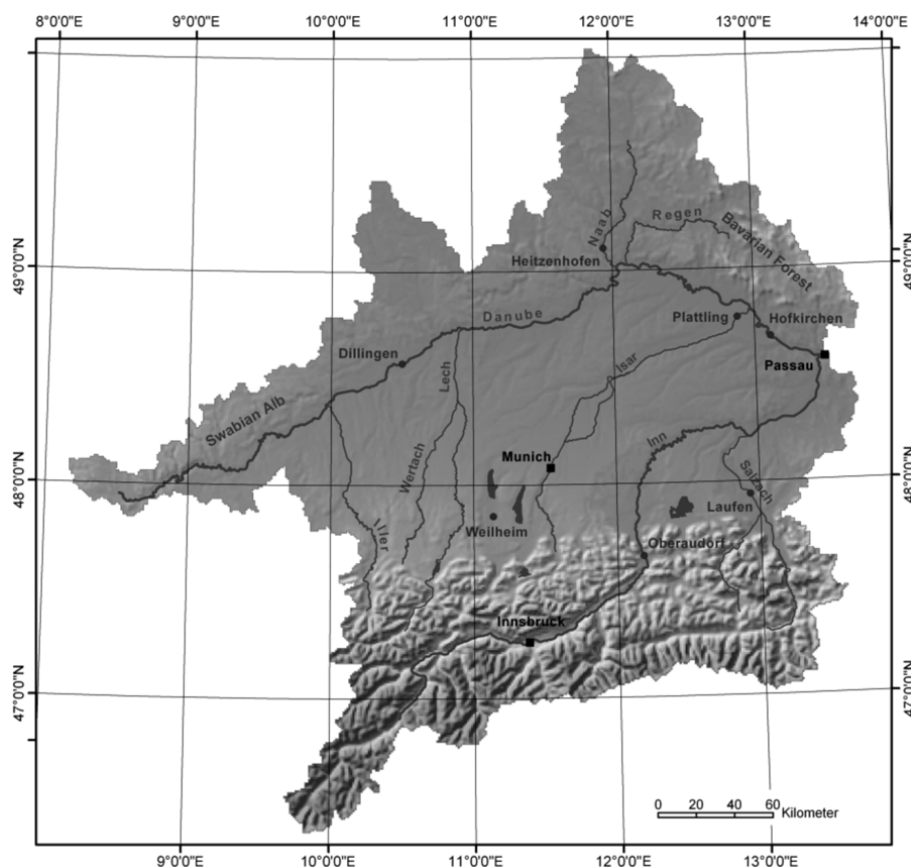 8°0'0"E
9°0'0"E
10°0'0"E
11°0'0"E
12°0'0"E
13°0'0"E
14°0'0"E
Naab
Regen
Bavarian Forest
49°0'0"N
Heitzenhofen
49°0'0"N
Danube
Plattling
Hofkirchen
Dillingen
Passau
Lech
Isar
Swabian Alb
Inn
Munich
Wertach
Salzach
48°0'0"N
48°0'0"N
Laufen
Weilheim
Iller
Oberaudorf
Innsbruck
47°0'0"N
47°0'0"N
0 20 40 60
Kilometer
9°0'0"E
10°0'0"E
11°0'0"E
12°0'0"E
13°0'0"E